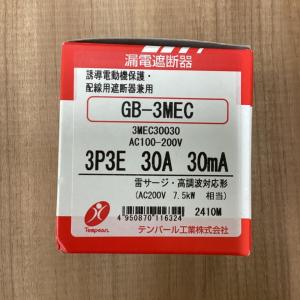 漏電遮断器
誘導電動機保護・
配線用遮断器兼用
GB-3MEC
3MEC30030
AC100-200V
3P3E 30A 30mA
雷サージ・高調波対応形
(AC200V 7.5kW 相当)
Tempearl
4 950870 116324
2410M
テンパール工業株式会社